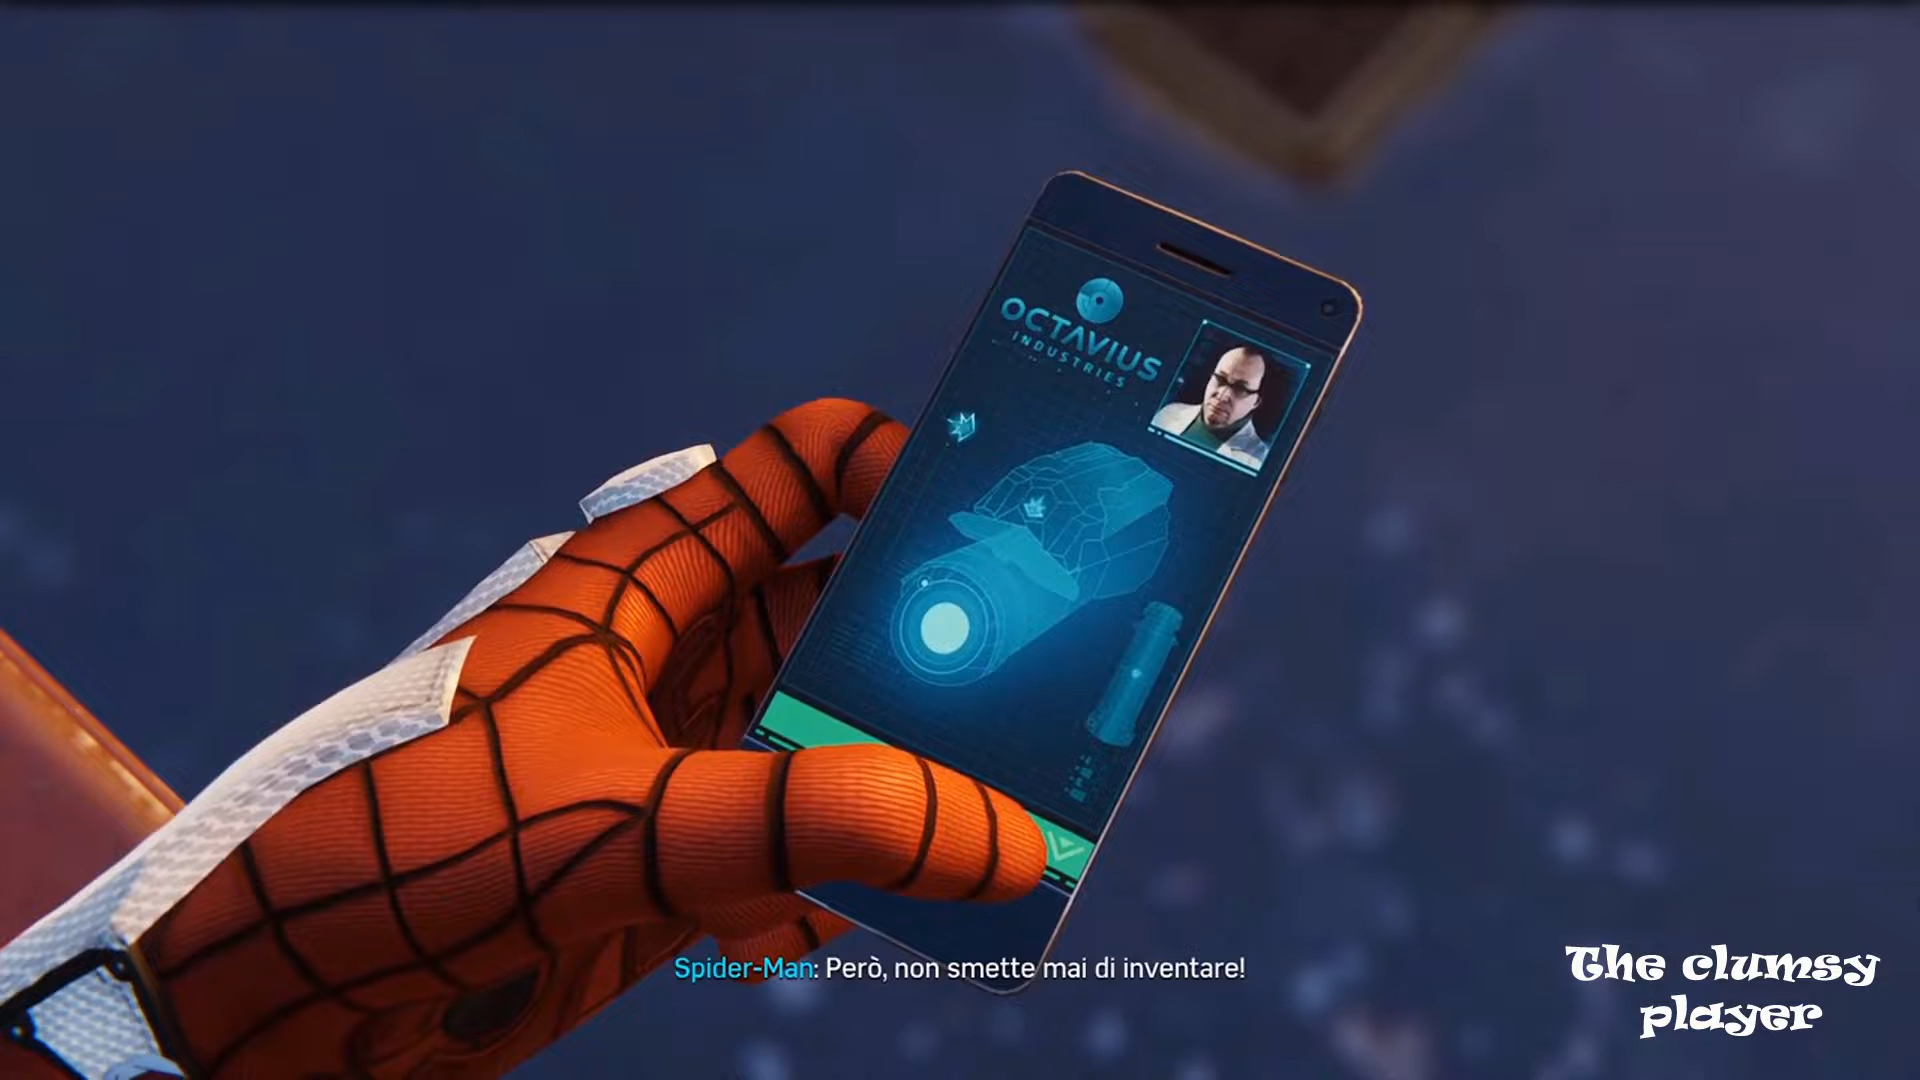 OCTAVIUS
INDUSTRIES
Spider-Man: Però, non smette mai di inventare!
The clumsy
player